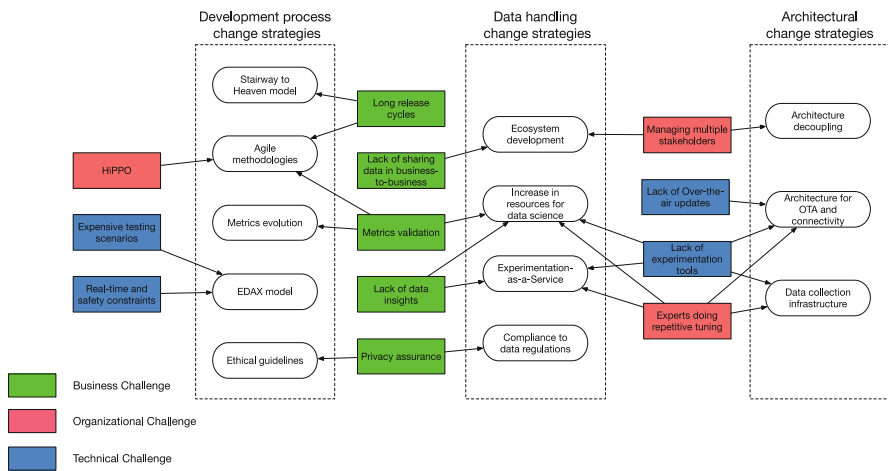 Development process
change strategies
Data handling
change strategies
Architectural
change strategies
Stairway to
Heaven model
Long release
cycles
Ecosystem
development
Managing multiple
stakeholders
Architecture
decoupling
HiPPO
Agile
methodologies
Lack of sharing
data in business-
to-business
Lack of Over-the-
air updates
Increase in
resources for
data science
Architecture for
OTA and
connectivity
Expensive testing
scenarios
Metrics evolution
Metrics validation
Lack of
experimentation
tools
Real-time and
safety constraints
EDAX model
Lack of data
insights
Experimentation-
as-a-Service
Data collection
infrastructure
Experts doing
repetitive tuning
Ethical guidelines
Privacy assurance
Compliance to
data regulations
Business Challenge
Organizational Challenge
Technical Challenge